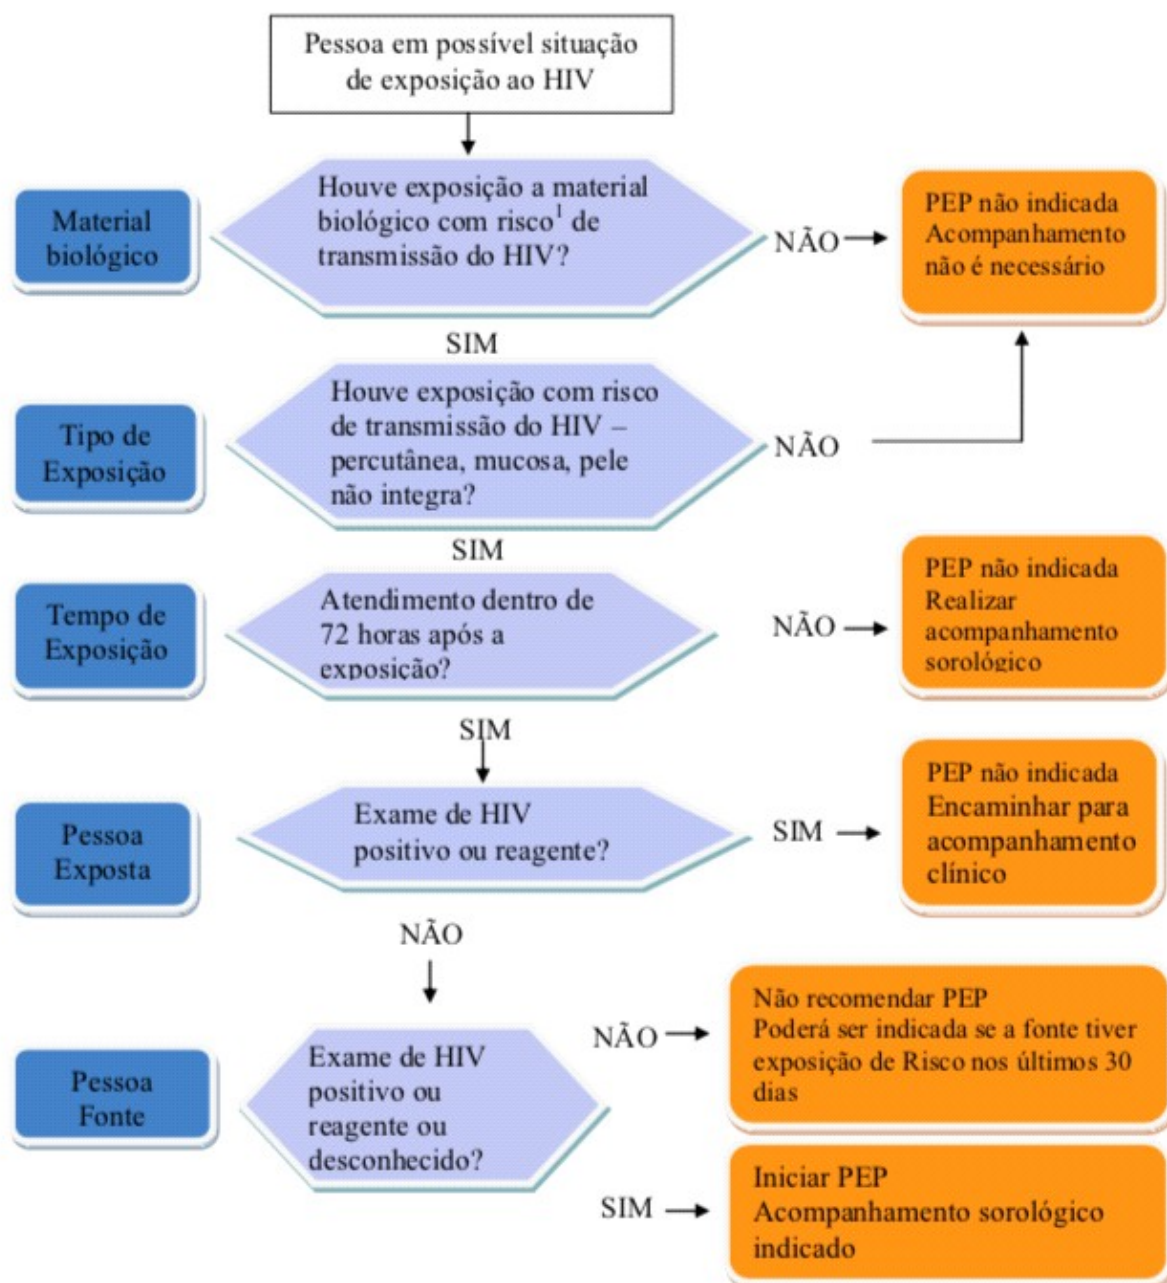 Pessoa em possível situação
de exposição ao HIV
Material
biológico
Houve exposição a material
biológico com risco¹ de
transmissão do HIV?
NÃO
PEP não indicada
Acompanhamento
não é necessário
SIM
Tipo de
Exposição
Houve exposição com risco
de transmissão do HIV –
percutânea, mucosa, pele
não integra?
NÃO
SIM
Tempo de
Exposição
Atendimento dentro de
72 horas após a
exposição?
NÃO
PEP não indicada
Realizar
acompanhamento
sorológico
SIM
Pessoa
Exposta
Exame de HIV
positivo ou reagente?
SIM
PEP não indicada
Encaminhar para
acompanhamento
clínico
NÃO
Pessoa
Fonte
Exame de HIV
positivo ou
reagente ou
desconhecido?
NÃO
Não recomendar PEP
Poderá ser indicada se a fonte tiver
exposição de Risco nos últimos 30
dias
SIM
Iniciar PEP
Acompanhamento sorológico
indicado